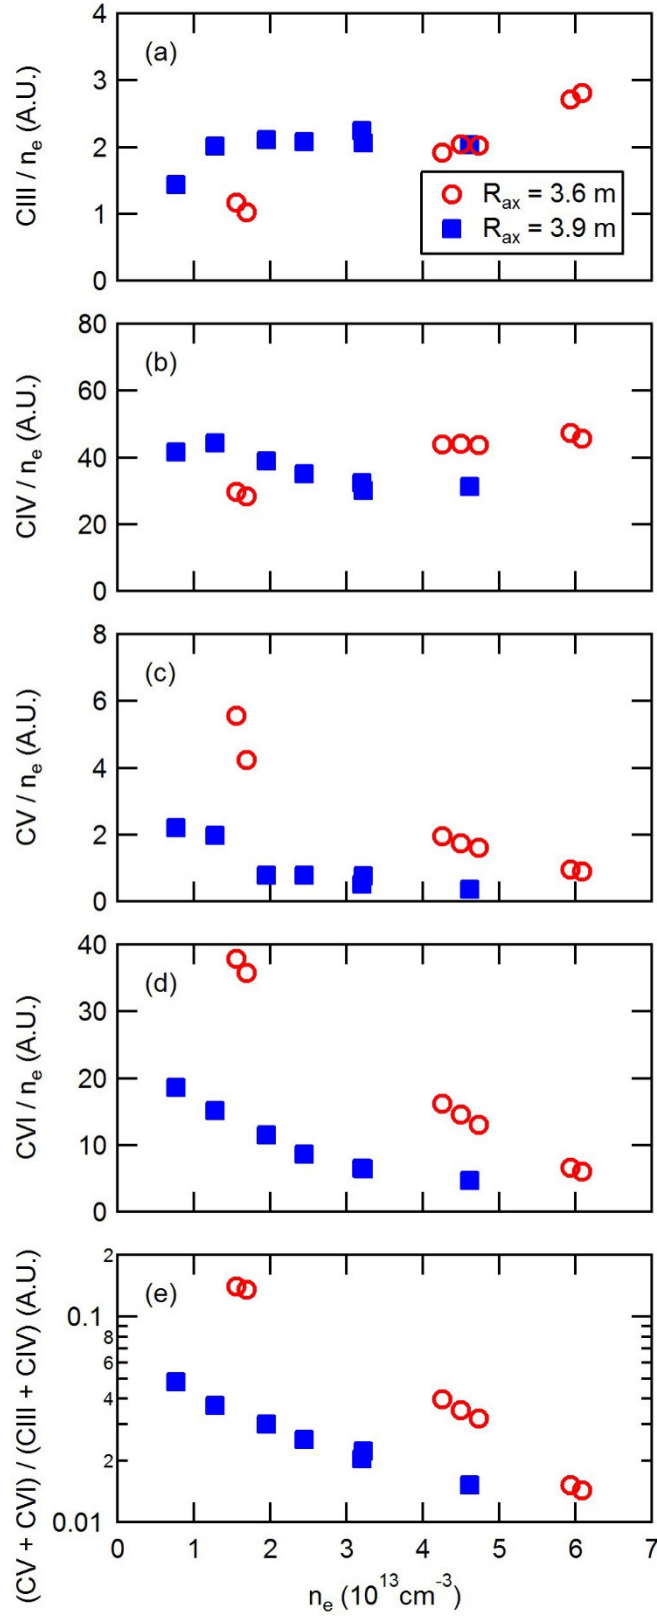 4
(a)
3
2
1
0
CIII / nₑ (A.U.)
R_ax = 3.6 m
R_ax = 3.9 m
80
(b)
60
40
20
0
CIV / nₑ (A.U.)
8
(c)
6
4
2
0
CV / nₑ (A.U.)
40
(d)
30
20
10
0
CVI / nₑ (A.U.)
2
(e)
0.1
8
6
4
2
0.01
(CV + CVI) / (CIII + CIV) (A.U.)
0 1 2 3 4 5 6 7
nₑ (10¹³cm⁻³)